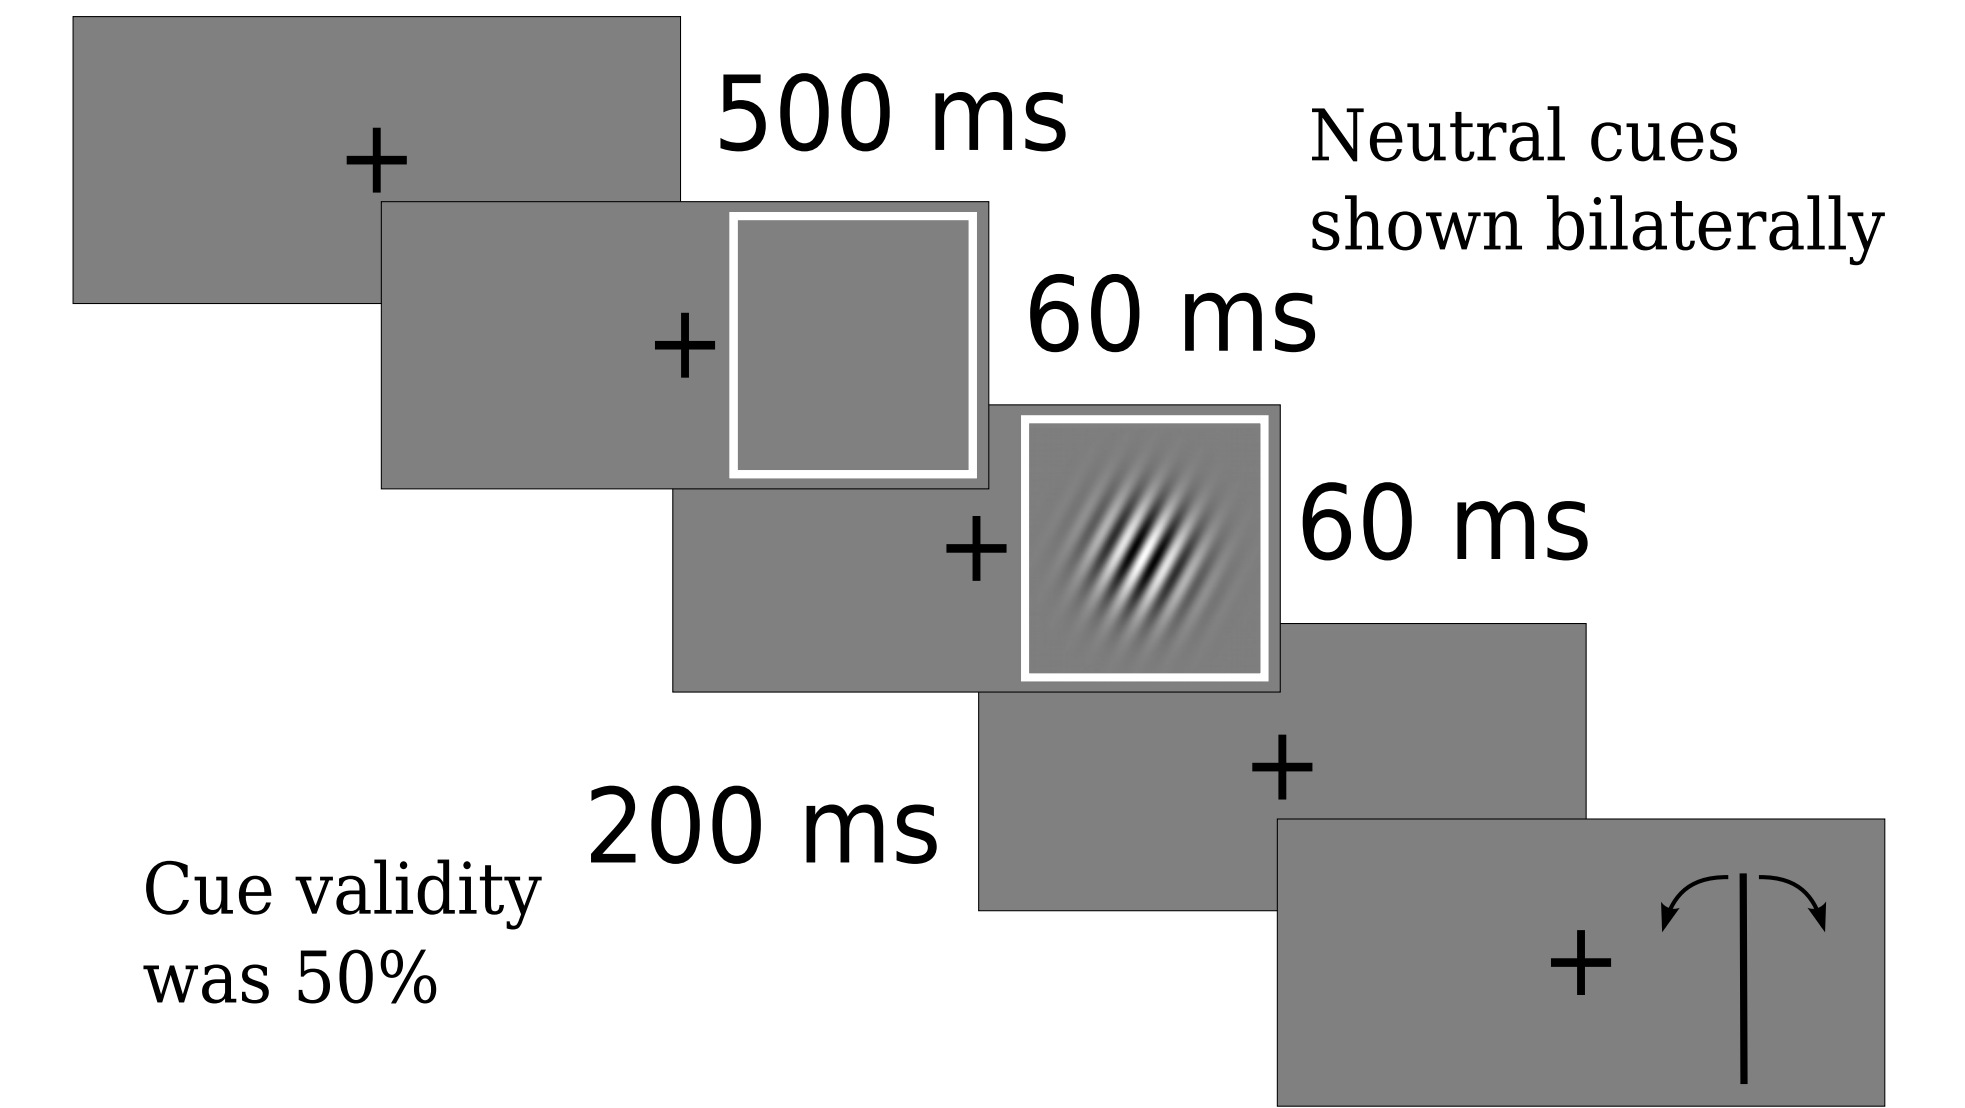 500 ms
Neutral cues
shown bilaterally
60 ms
60 ms
200 ms
Cue validity
was 50%